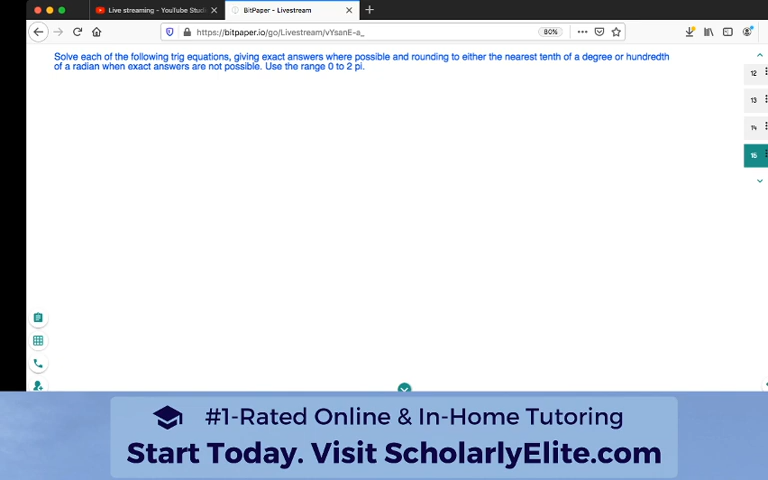 Live streaming - YouTube Studi
BitPaper - Livestream
https://bitpaper.io/go/Livestream/vYsanE-a_
80%
Solve each of the following trig equations, giving exact answers where possible and rounding to either the nearest tenth of a degree or hundredth
of a radian when exact answers are not possible. Use the range 0 to 2 pi.
12
13
14
15
#1-Rated Online & In-Home Tutoring
Start Today. Visit ScholarlyElite.com